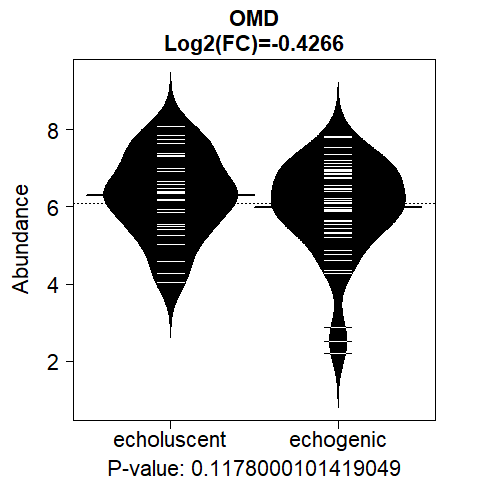 OMD
Log2(FC)=-0.4266
Abundance
8
6
4
2
echoluscent echogenic
P-value: 0.1178000101419049